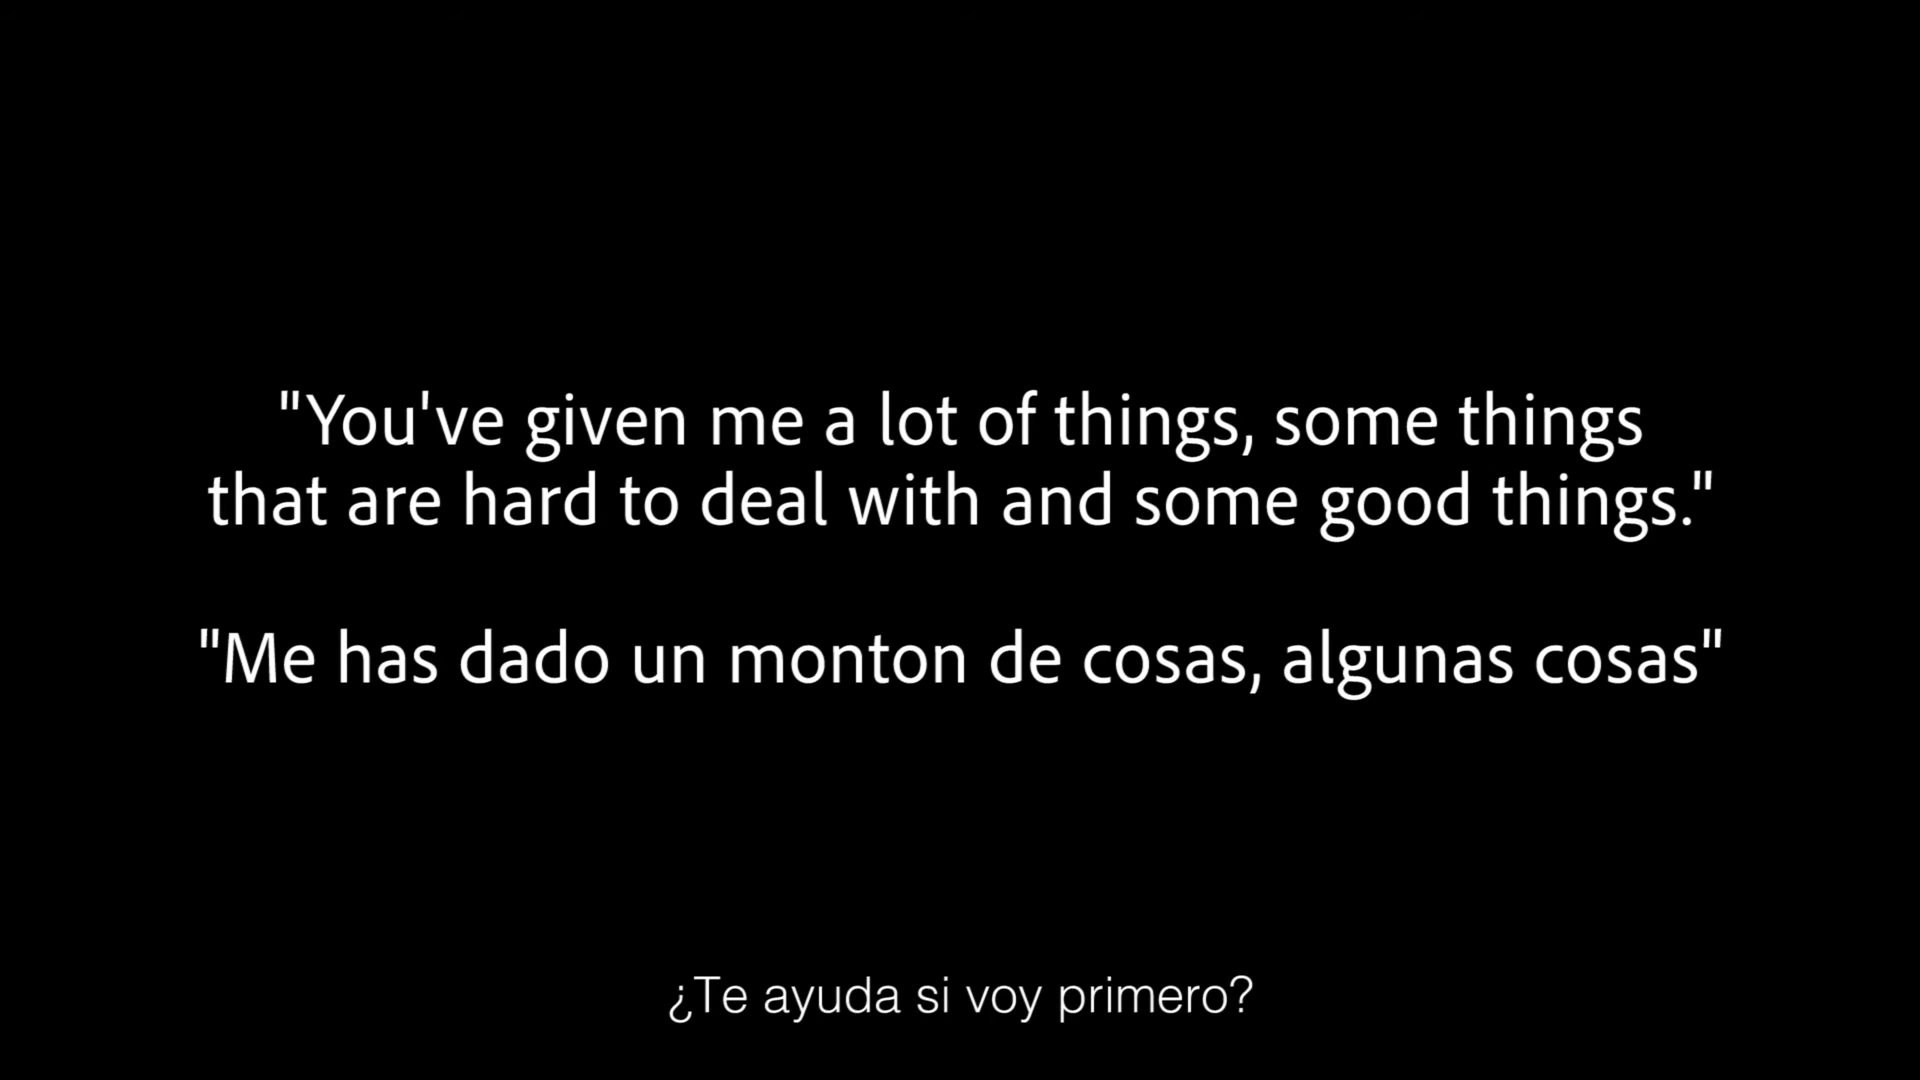 "You've given me a lot of things, some things
that are hard to deal with and some good things."
"Me has dado un monton de cosas, algunas cosas"
¿Te ayuda si voy primero?